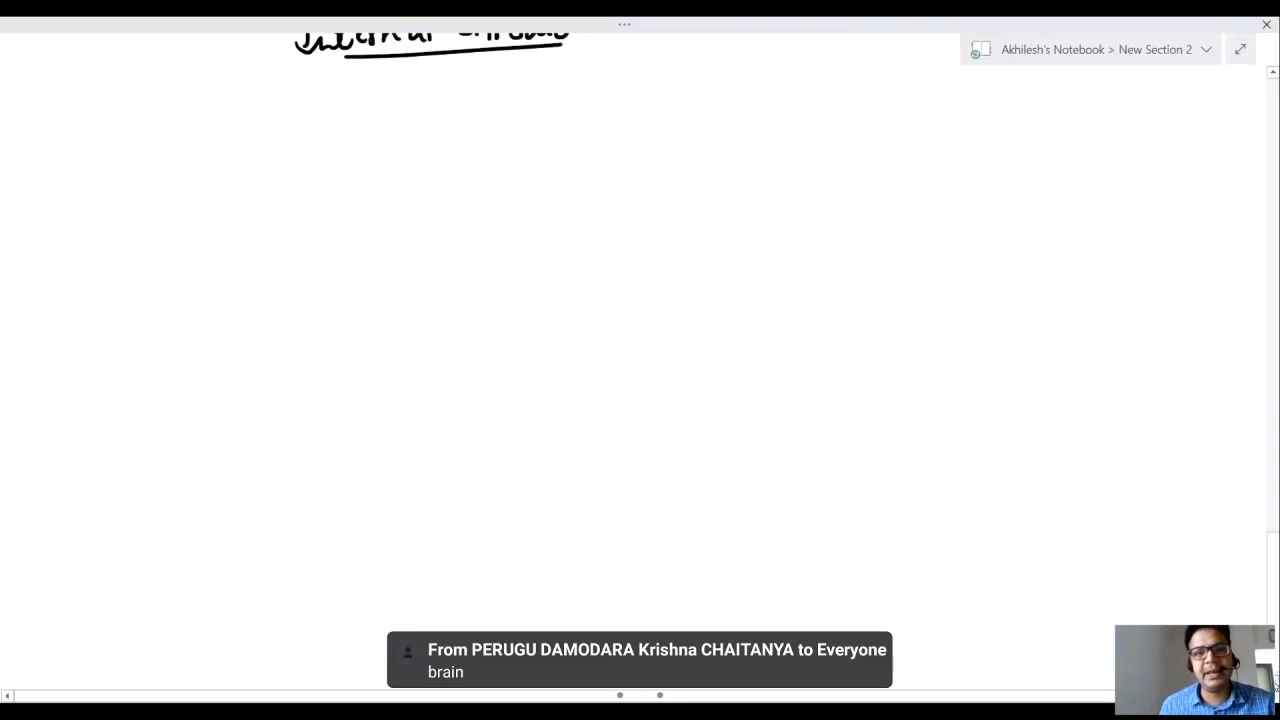 Akhilesh's Notebook > New Section 2
From PERUGU DAMODARA Krishna CHAITANYA to Everyone
brain